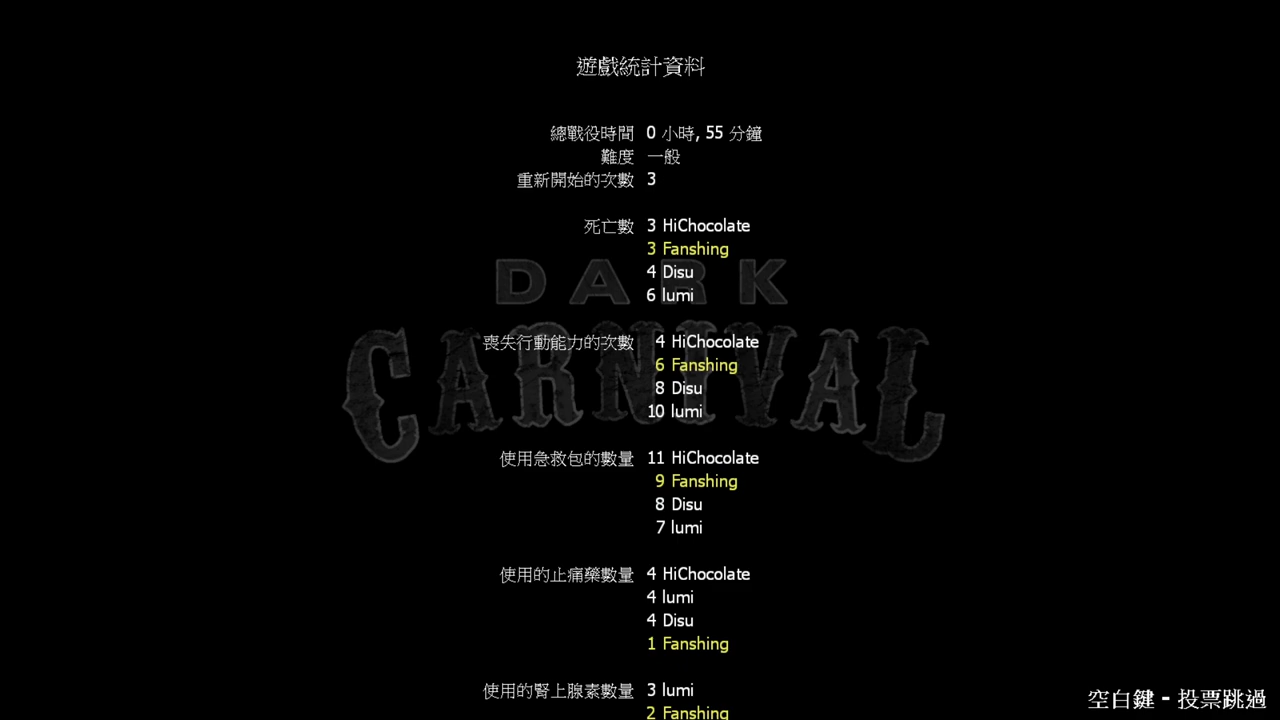 遊戲統計資料
總戰役時間 0 小時, 55 分鐘
難度 一般
重新開始的次數 3
死亡數 3 HiChocolate
3 Fanshing
4 Disu
6 lumi
DARK
CARNIVAL
喪失行動能力的次數 4 HiChocolate
6 Fanshing
8 Disu
10 lumi
使用急救包的數量 11 HiChocolate
9 Fanshing
8 Disu
7 lumi
使用的止痛藥數量 4 HiChocolate
4 lumi
4 Disu
1 Fanshing
使用的腎上腺素數量 3 lumi
2 Fanshing
空白鍵 - 投票跳過